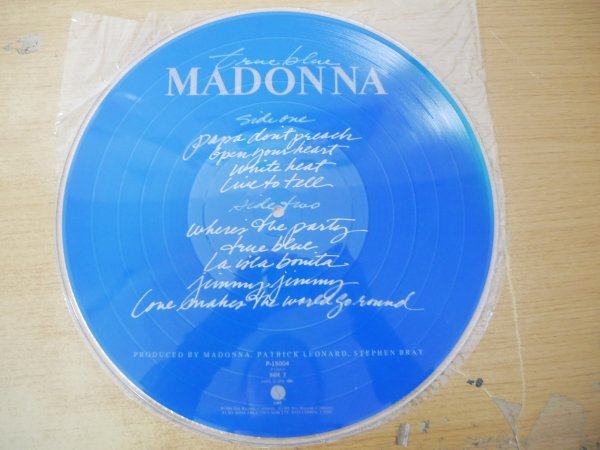 true blue
MADONNA
Side one
papa don't preach
open your heart
white heat
live to tell
Side two
where's the party
true blue
la isla bonita
jimmy, jimmy
love makes the world go round
PRODUCED BY MADONNA, PATRICK LEONARD, STEPHEN BRAY
P-15004
SIDE 2